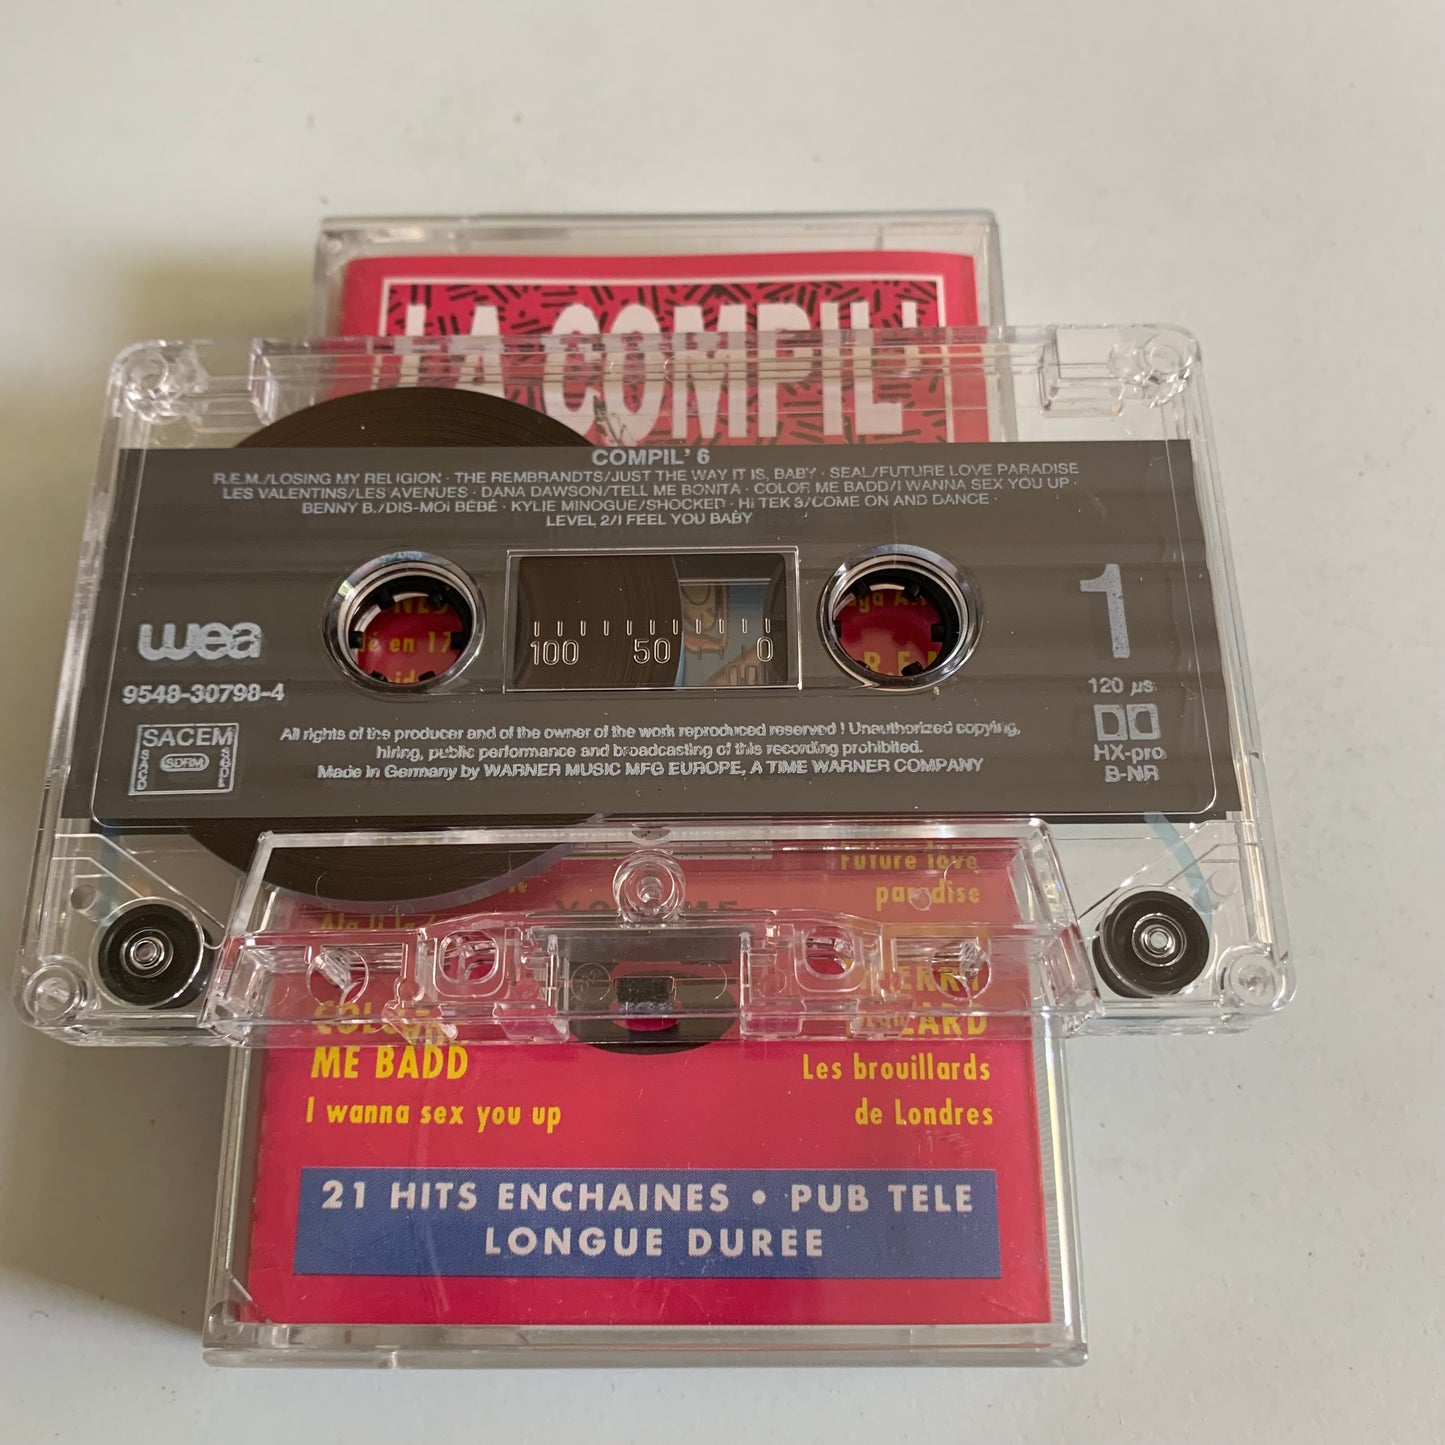 LA COMPIL'
COMPIL' 6
R.E.M./LOSING MY RELIGION · THE REMBRANDTS/JUST THE WAY IT IS, BABY · SEAL/FUTURE LOVE PARADISE
LES VALENTINS/LES AVENUES · DANA DAWSON/TELL ME BONITA · COLOR ME BADD/I WANNA SEX YOU UP ·
BENNY B./DIS-MOI BÉBÉ · KYLIE MINOGUE/SHOCKED · Hi TEK 3/COME ON AND DANCE ·
LEVEL 2/I FEEL YOU BABY
1
en 17
100 50 0
R.E.
wea
9548-30798-4
120 µs
SACEM
SDRM
SACD
SGDL
All rights of the producer and of the owner of the work reproduced reserved ! Unauthorized copying,
hiring, public performance and broadcasting of this recording prohibited.
Made in Germany by WARNER MUSIC MFG EUROPE, A TIME WARNER COMPANY
HX-pro
B-NR
Future love
paradise
COLOR
ME BADD
I wanna sex you up
Les brouillards
de Londres
21 HITS ENCHAINES • PUB TELE
LONGUE DUREE